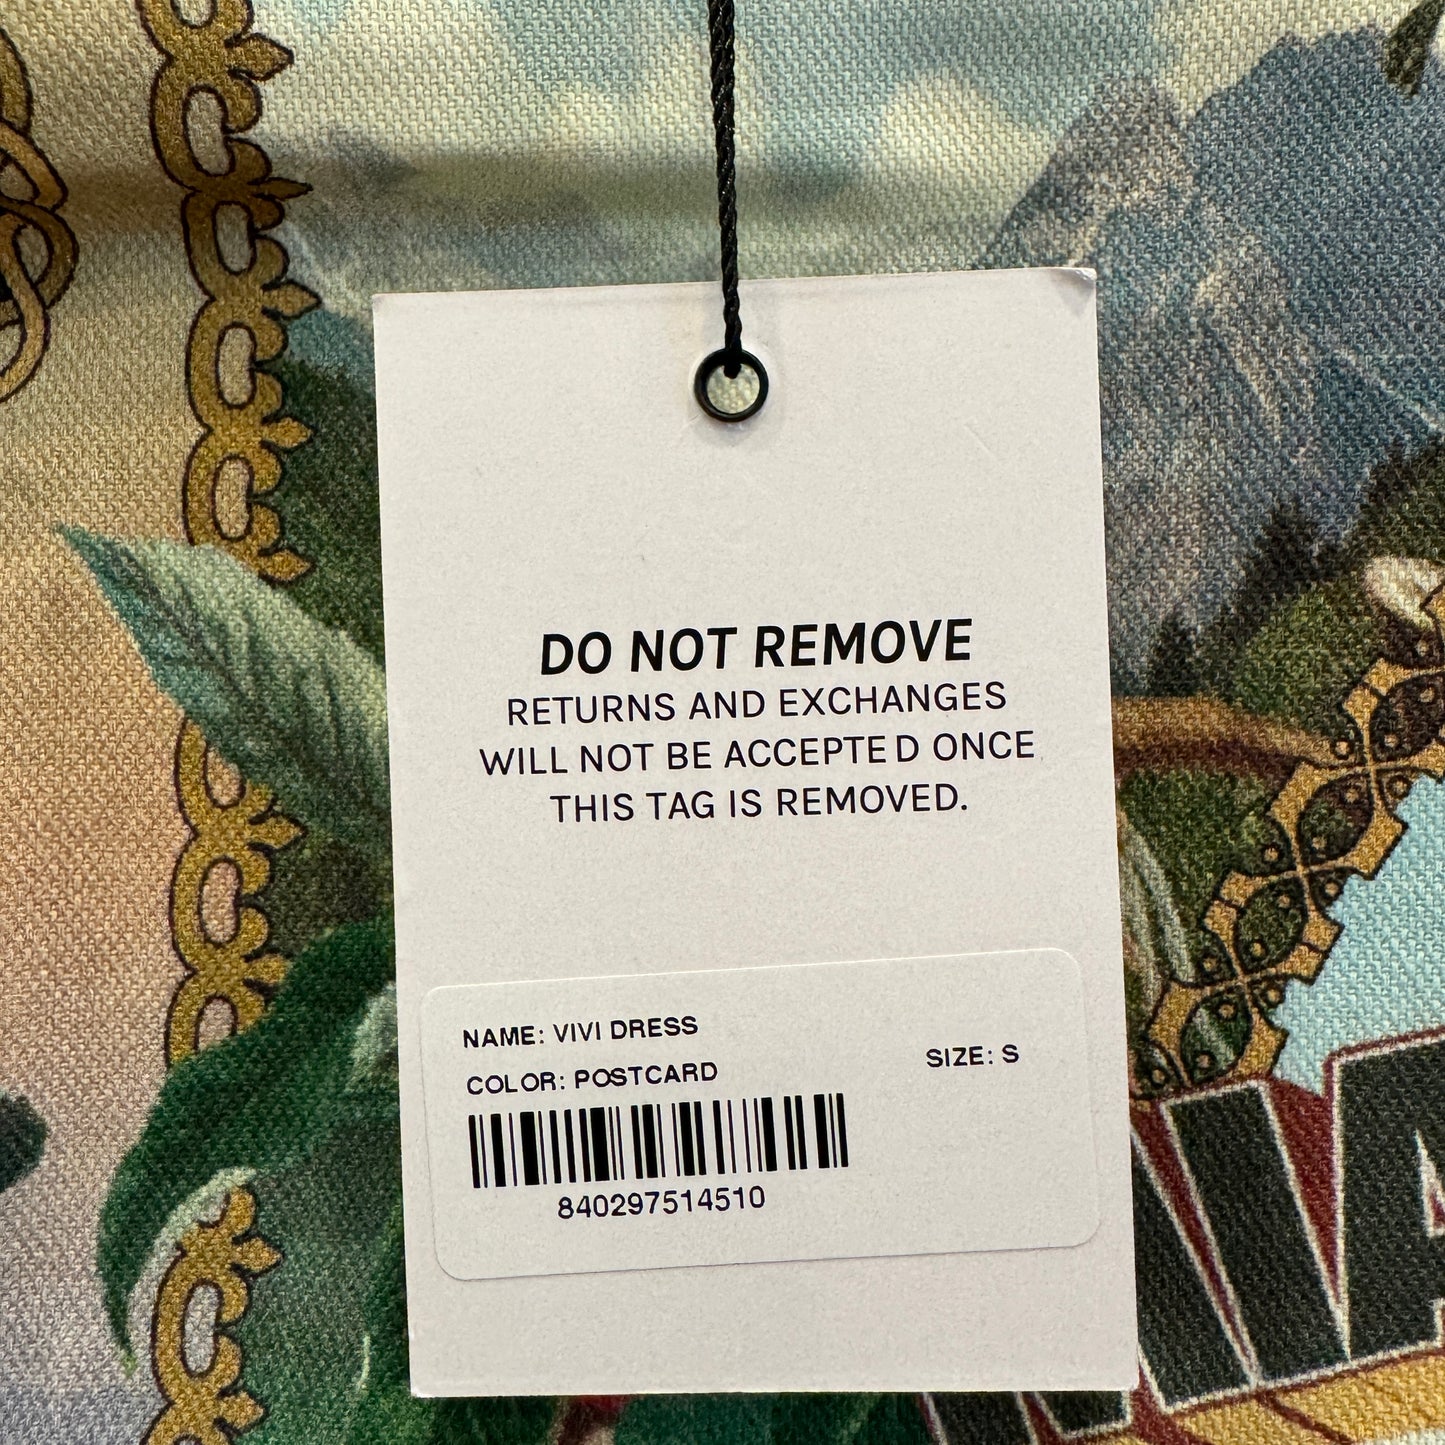 DO NOT REMOVE
RETURNS AND EXCHANGES
WILL NOT BE ACCEPTED ONCE
THIS TAG IS REMOVED.
NAME: VIVI DRESS
COLOR: POSTCARD
SIZE: S
840297514510